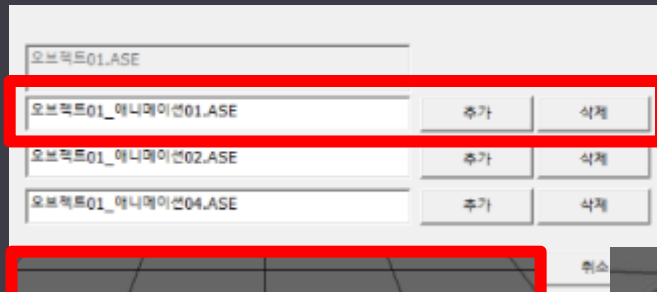 오브젝트01.ASE
오브젝트01_애니메이션01.ASE 추가 삭제
오브젝트01_애니메이션02.ASE 추가 삭제
오브젝트01_애니메이션04.ASE 추가 삭제
취소